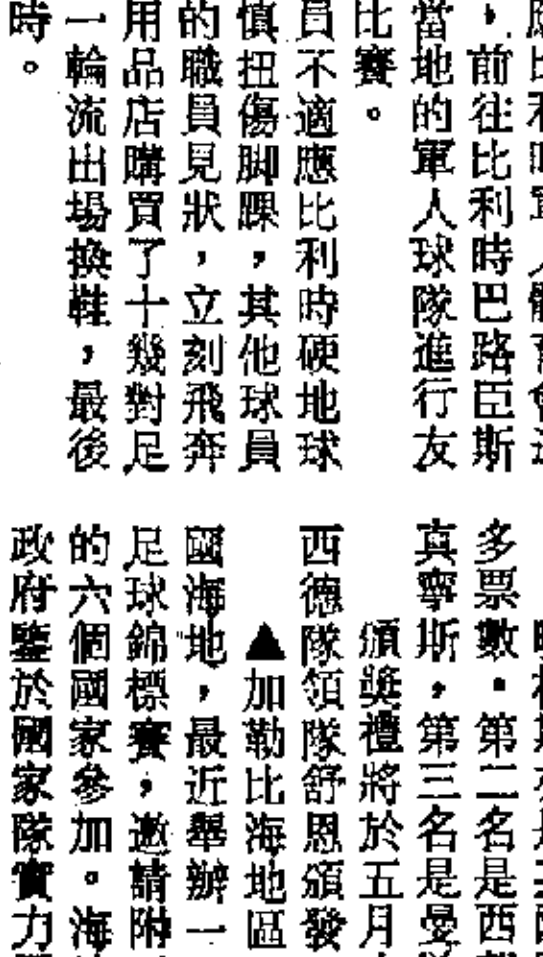 ，前往比利時巴路臣斯
當地的軍人球隊進行友
比賽。
員不適應比利時硬地球
慎扭傷脚踝，其他球員
的職員見狀，立刻飛奔
用品店購買了十幾對足
一輪流出場換鞋，最後
時。
多票數。第二名是西
真寧斯，第三名是曼
頒獎禮將於五月
西德隊領隊舒恩頒發
▲加勒比海地區
國海地，最近舉辦一
足球錦標賽，邀請附
的六個國家參加。海
政府鑒於國家隊實力